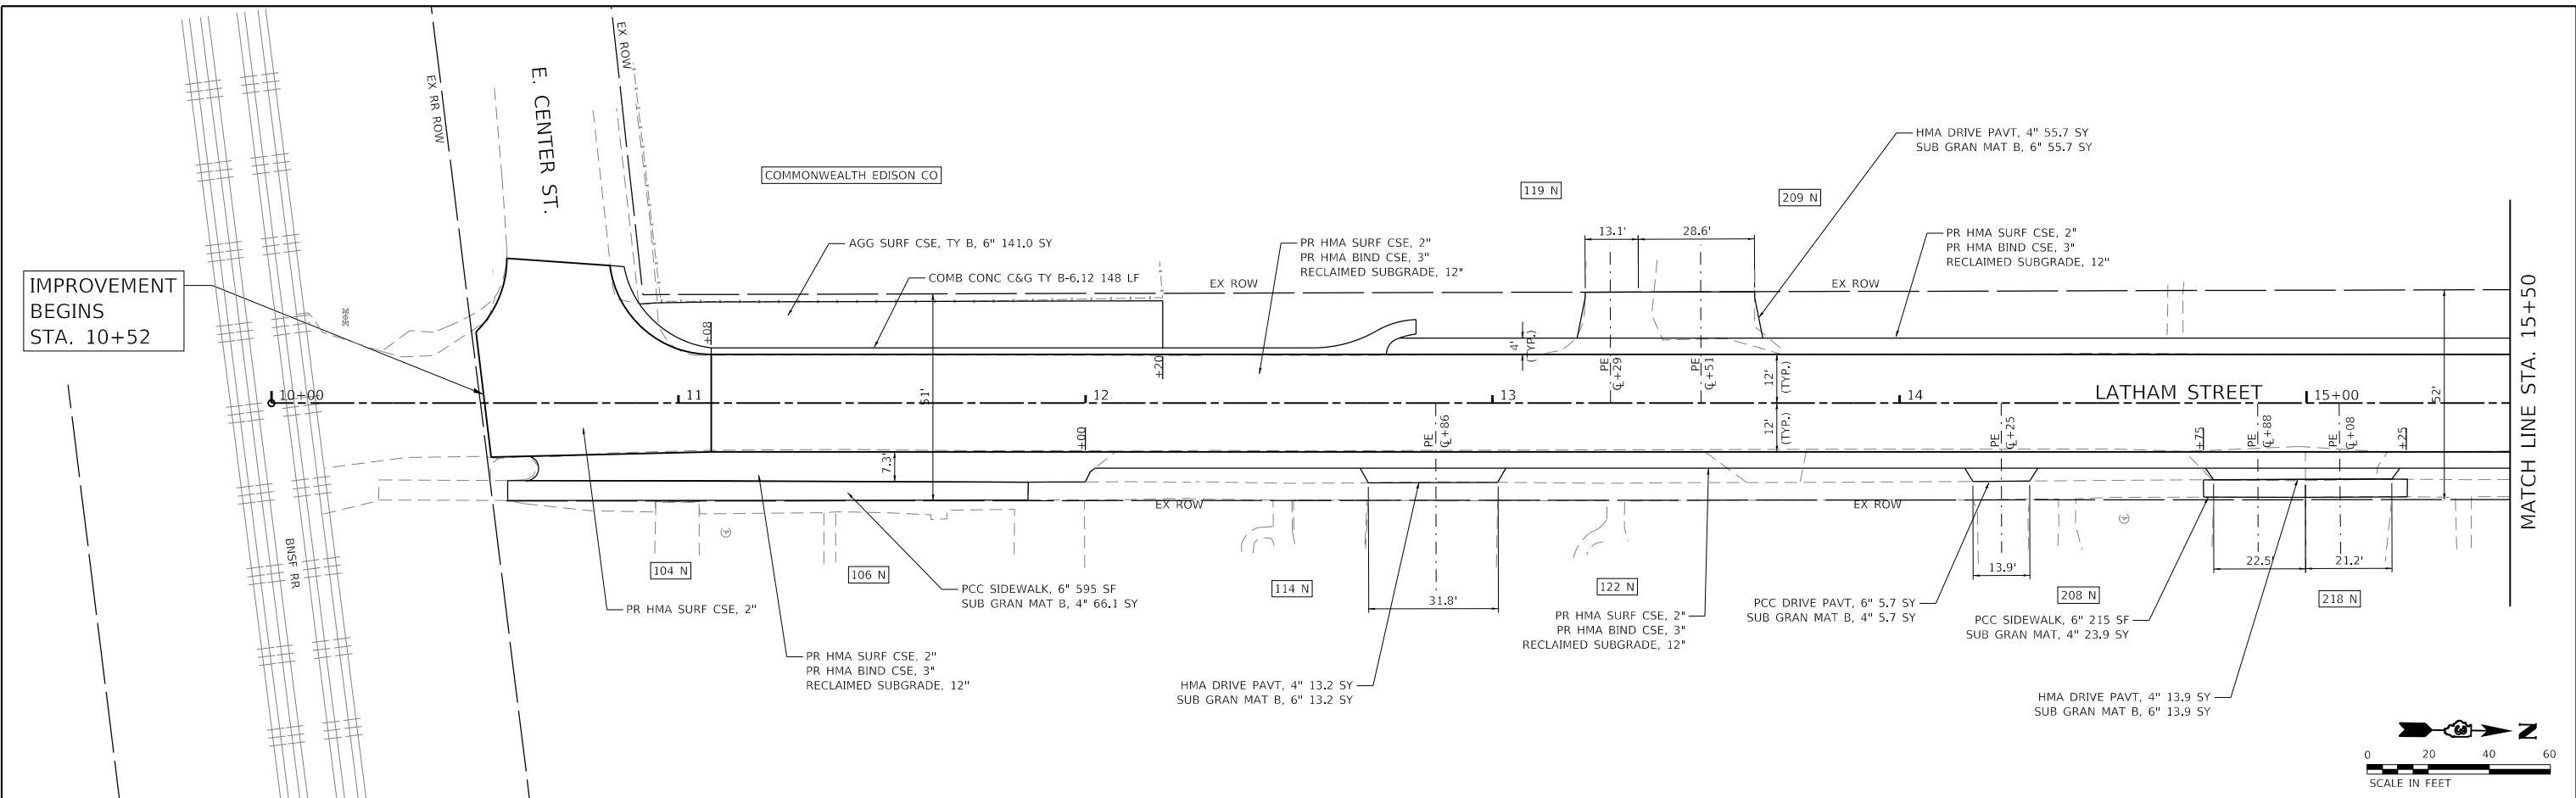 EX ROW
EX RR ROW
E. CENTER ST.
COMMONWEALTH EDISON CO
119 N
209 N
HMA DRIVE PAVT, 4" 55.7 SY
SUB GRAN MAT B, 6" 55.7 SY
AGG SURF CSE, TY B, 6" 141.0 SY
COMB CONC C&G TY B-6.12 148 LF
PR HMA SURF CSE, 2"
PR HMA BIND CSE, 3"
RECLAIMED SUBGRADE, 12"
13.1'
28.6'
PR HMA SURF CSE, 2"
PR HMA BIND CSE, 3"
RECLAIMED SUBGRADE, 12"
EX ROW
EX ROW
IMPROVEMENT
BEGINS
STA. 10+52
+08
+20
4'
(TYP.)
PE
℄ +29
PE
℄ +51
12'
(TYP.)
10+00
11
12
13
14
LATHAM STREET
15+00
51'
52'
MATCH LINE STA. 15+50
7.3'
+00
PE
℄ +86
12'
(TYP.)
PE
℄ +25
+75
PE
℄ +88
PE
℄ +08
+25
EX ROW
EX ROW
BNSF RR
104 N
106 N
114 N
122 N
208 N
218 N
31.8'
13.9'
22.5'
21.2'
PR HMA SURF CSE, 2"
PCC SIDEWALK, 6" 595 SF
SUB GRAN MAT B, 4" 66.1 SY
PR HMA SURF CSE, 2"
PR HMA BIND CSE, 3"
RECLAIMED SUBGRADE, 12"
HMA DRIVE PAVT, 4" 13.2 SY
SUB GRAN MAT B, 6" 13.2 SY
PR HMA SURF CSE, 2"
PR HMA BIND CSE, 3"
RECLAIMED SUBGRADE, 12"
PCC DRIVE PAVT, 6" 5.7 SY
SUB GRAN MAT B, 4" 5.7 SY
PCC SIDEWALK, 6" 215 SF
SUB GRAN MAT, 4" 23.9 SY
HMA DRIVE PAVT, 4" 13.9 SY
SUB GRAN MAT B, 6" 13.9 SY
N
0 20 40 60
SCALE IN FEET